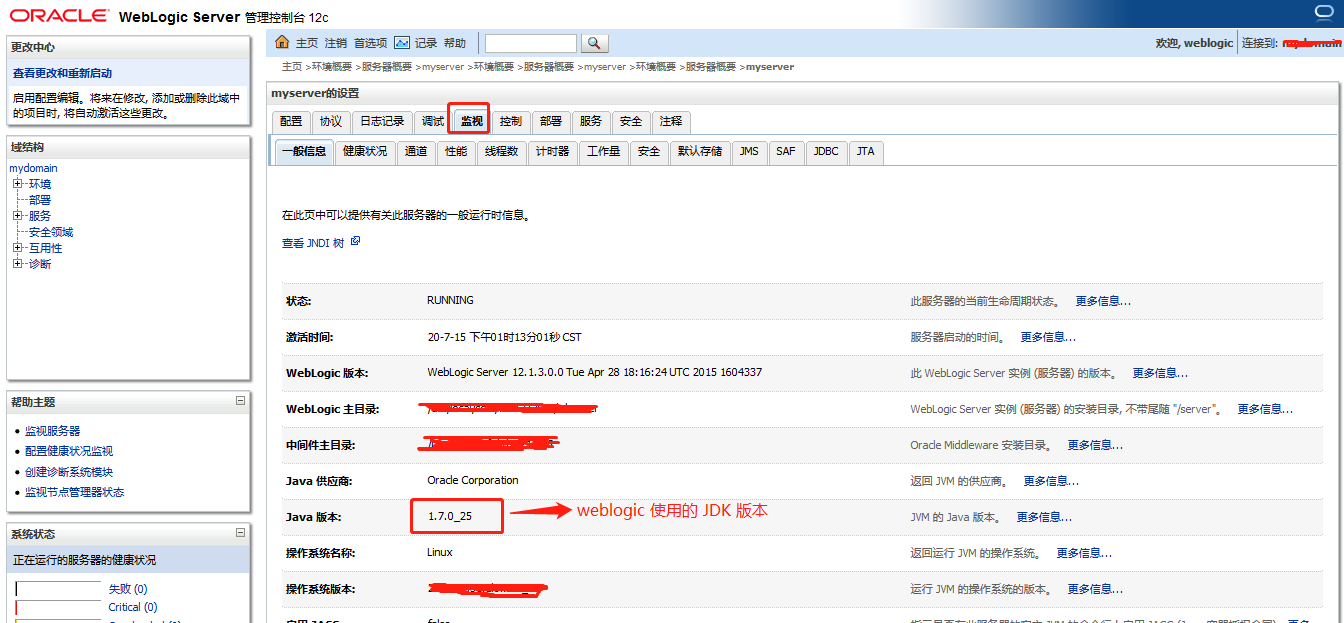 ORACLE® WebLogic Server 管理控制台 12c
更改中心
查看更改和重新启动
启用配置编辑。将来在修改, 添加或删除此域中
的项目时, 将自动激活这些更改。
域结构
mydomain
环境
部署
服务
安全领域
互用性
诊断
帮助主题
监视服务器
配置健康状况监视
创建诊断系统模块
监视节点管理器状态
系统状态
正在运行的服务器的健康状况
失败 (0)
Critical (0)
主页 注销 首选项 记录 帮助
欢迎, weblogic 连接到:
主页 >环境概要 >服务器概要 >myserver >环境概要 >服务器概要 >myserver >环境概要 >服务器概要 >myserver
myserver的设置
配置 协议 日志记录 调试 监视 控制 部署 服务 安全 注释
一般信息 健康状况 通道 性能 线程数 计时器 工作量 安全 默认存储 JMS SAF JDBC JTA
在此页中可以提供有关此服务器的一般运行时信息。
查看 JNDI 树
状态: RUNNING 此服务器的当前生命周期状态。 更多信息...
激活时间: 20-7-15 下午01时13分01秒 CST 服务器启动的时间。 更多信息...
WebLogic 版本: WebLogic Server 12.1.3.0.0 Tue Apr 28 18:16:24 UTC 2015 1604337 此 WebLogic Server 实例 (服务器) 的版本。 更多信息...
WebLogic 主目录: WebLogic Server 实例 (服务器) 的安装目录, 不带尾随 "/server"。 更多信息...
中间件主目录: Oracle Middleware 安装目录。 更多信息...
Java 供应商: Oracle Corporation 返回 JVM 的供应商。 更多信息...
Java 版本: 1.7.0_25 weblogic 使用的 JDK 版本 JVM 的 Java 版本。 更多信息...
操作系统名称: Linux 返回运行 JVM 的操作系统。 更多信息...
操作系统版本: 运行 JVM 的操作系统的版本。 更多信息...